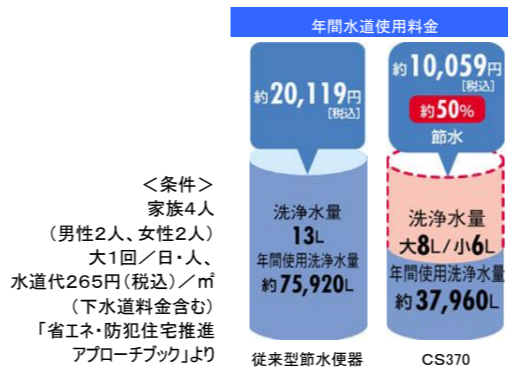 年間水道使用料金
約20,119円
[税込]
約10,059円
[税込]
約50%
節水
洗浄水量
13L
年間使用洗浄水量
約75,920L
洗浄水量
大8L/小6L
年間使用洗浄水量
約37,960L
従来型節水便器
CS370
＜条件＞
家族4人
（男性2人、女性2人）
大1回／日・人、
水道代265円（税込）／㎥
（下水道料金含む）
「省エネ・防犯住宅推進
アプローチブック」より